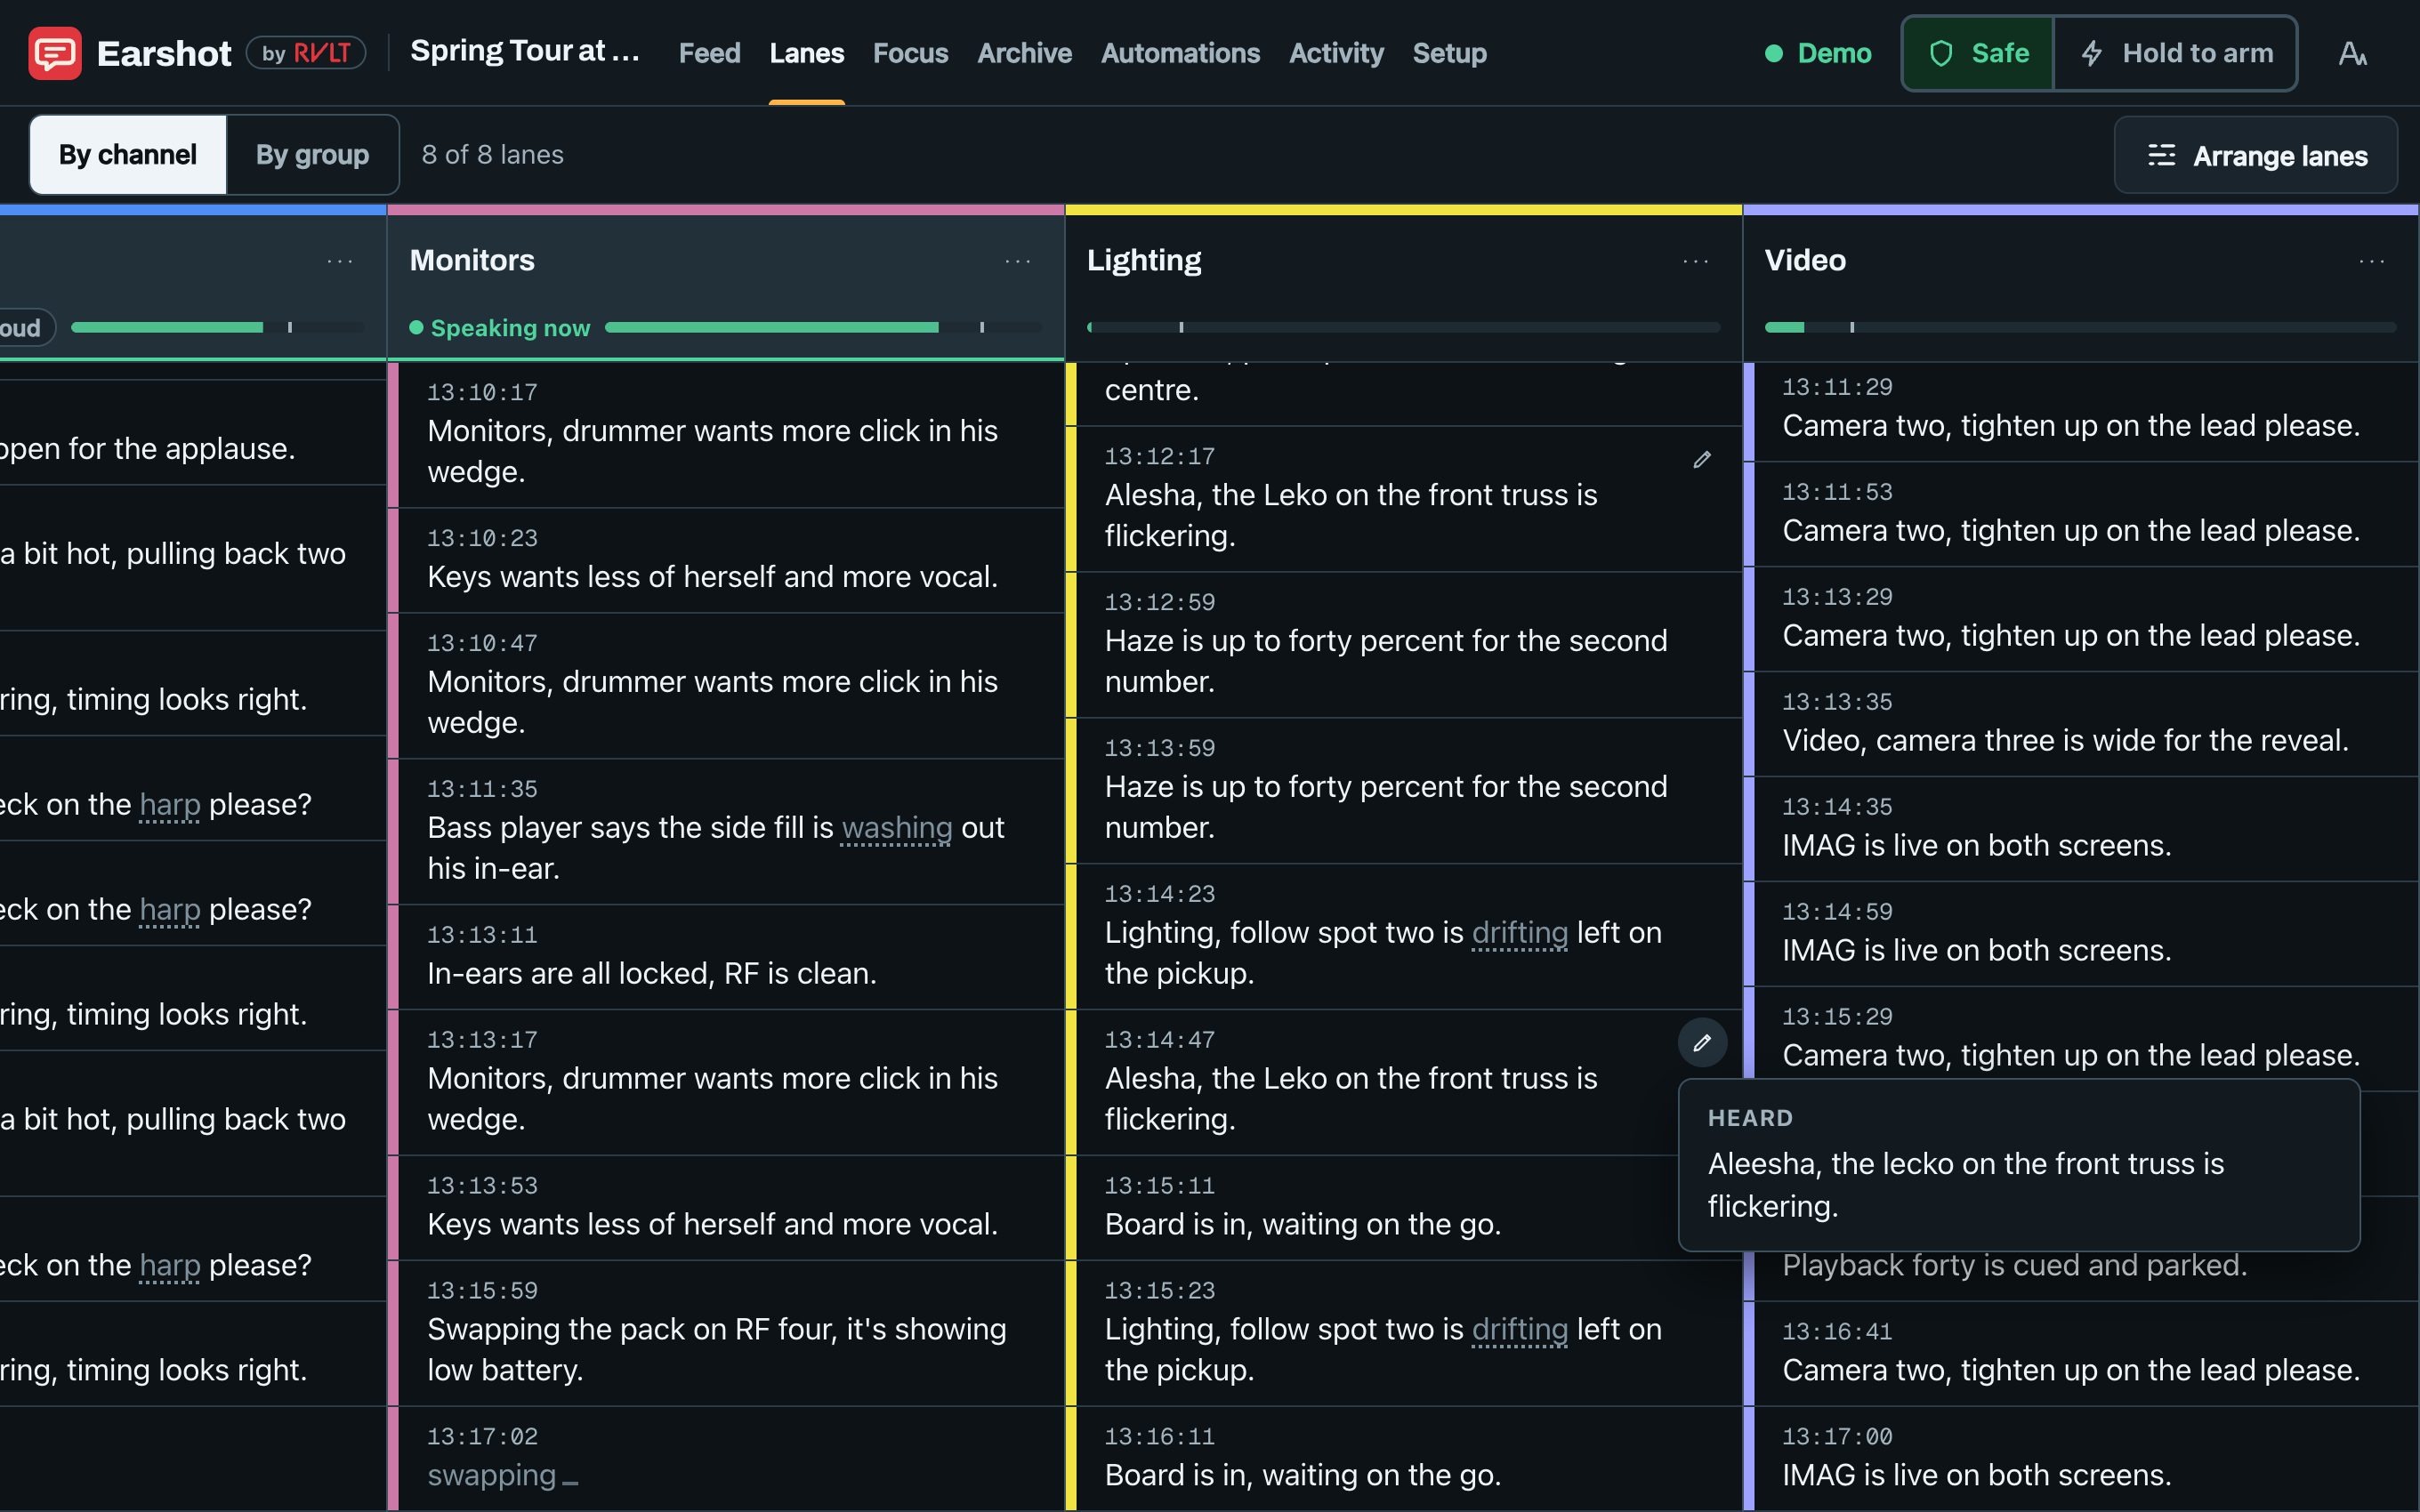 Earshot
by RVLT
Spring Tour at ...
Feed
Lanes
Focus
Archive
Automations
Activity
Setup
Demo
Safe
Hold to arm
By channel
By group
8 of 8 lanes
Arrange lanes
oud
open for the applause.
a bit hot, pulling back two
ring, timing looks right.
eck on the harp please?
eck on the harp please?
ring, timing looks right.
a bit hot, pulling back two
eck on the harp please?
ring, timing looks right.
Monitors
Speaking now
13:10:17
Monitors, drummer wants more click in his
wedge.
13:10:23
Keys wants less of herself and more vocal.
13:10:47
Monitors, drummer wants more click in his
wedge.
13:11:35
Bass player says the side fill is washing out
his in-ear.
13:13:11
In-ears are all locked, RF is clean.
13:13:17
Monitors, drummer wants more click in his
wedge.
13:13:53
Keys wants less of herself and more vocal.
13:15:59
Swapping the pack on RF four, it's showing
low battery.
13:17:02
swapping
Lighting
centre.
13:12:17
Alesha, the Leko on the front truss is
flickering.
13:12:59
Haze is up to forty percent for the second
number.
13:13:59
Haze is up to forty percent for the second
number.
13:14:23
Lighting, follow spot two is drifting left on
the pickup.
13:14:47
Alesha, the Leko on the front truss is
flickering.
13:15:11
Board is in, waiting on the go.
13:15:23
Lighting, follow spot two is drifting left on
the pickup.
13:16:11
Board is in, waiting on the go.
Video
13:11:29
Camera two, tighten up on the lead please.
13:11:53
Camera two, tighten up on the lead please.
13:13:29
Camera two, tighten up on the lead please.
13:13:35
Video, camera three is wide for the reveal.
13:14:35
IMAG is live on both screens.
13:14:59
IMAG is live on both screens.
13:15:29
Camera two, tighten up on the lead please.
HEARD
Aleesha, the lecko on the front truss is
flickering.
Playback forty is cued and parked.
13:16:41
Camera two, tighten up on the lead please.
13:17:00
IMAG is live on both screens.